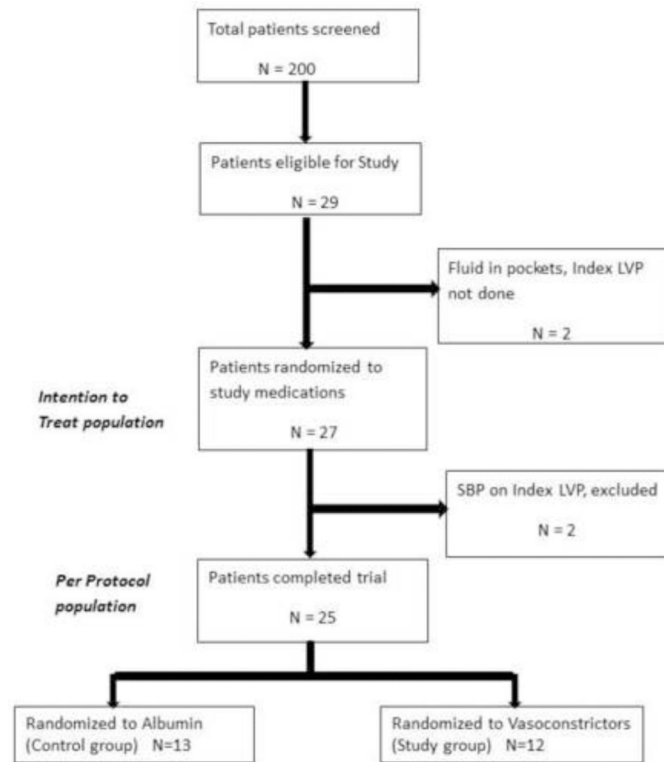 Total patients screened
N = 200
Patients eligible for Study
N = 29
Fluid in pockets, Index LVP
not done
N = 2
Patients randomized to
study medications
N = 27
Intention to
Treat population
SBP on Index LVP, excluded
N = 2
Patients completed trial
N = 25
Per Protocol
population
Randomized to Albumin
(Control group) N=13
Randomized to Vasoconstrictors
(Study group) N=12